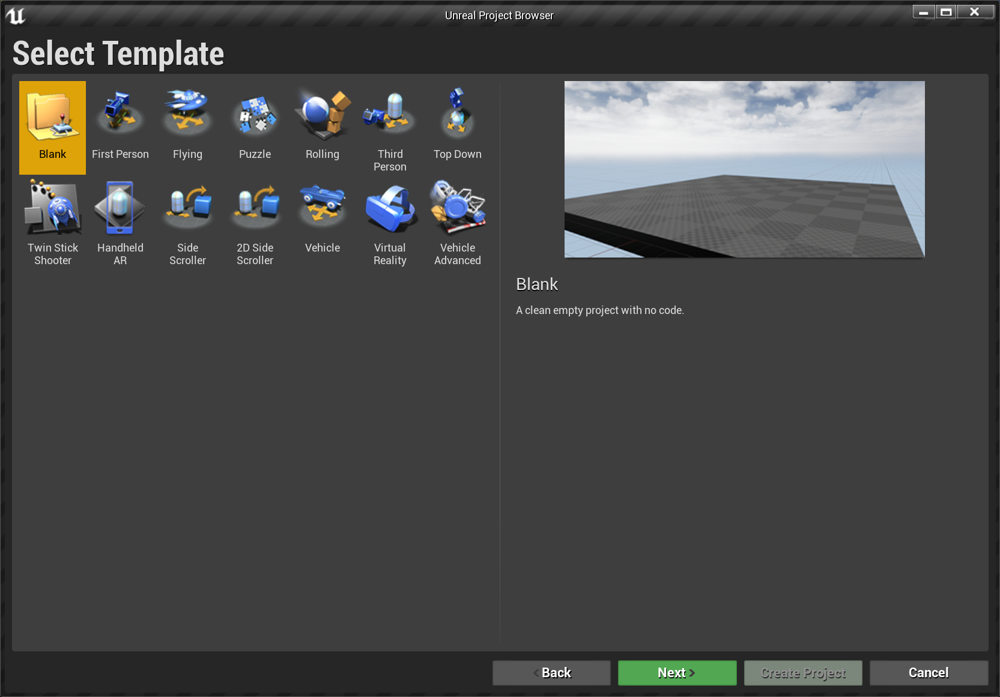 Unreal Project Browser
Select Template
Blank
First Person
Flying
Puzzle
Rolling
Third
Person
Top Down
Twin Stick
Shooter
Handheld
AR
Side
Scroller
2D Side
Scroller
Vehicle
Virtual
Reality
Vehicle
Advanced
Blank
A clean empty project with no code.
Back
Next
Create Project
Cancel